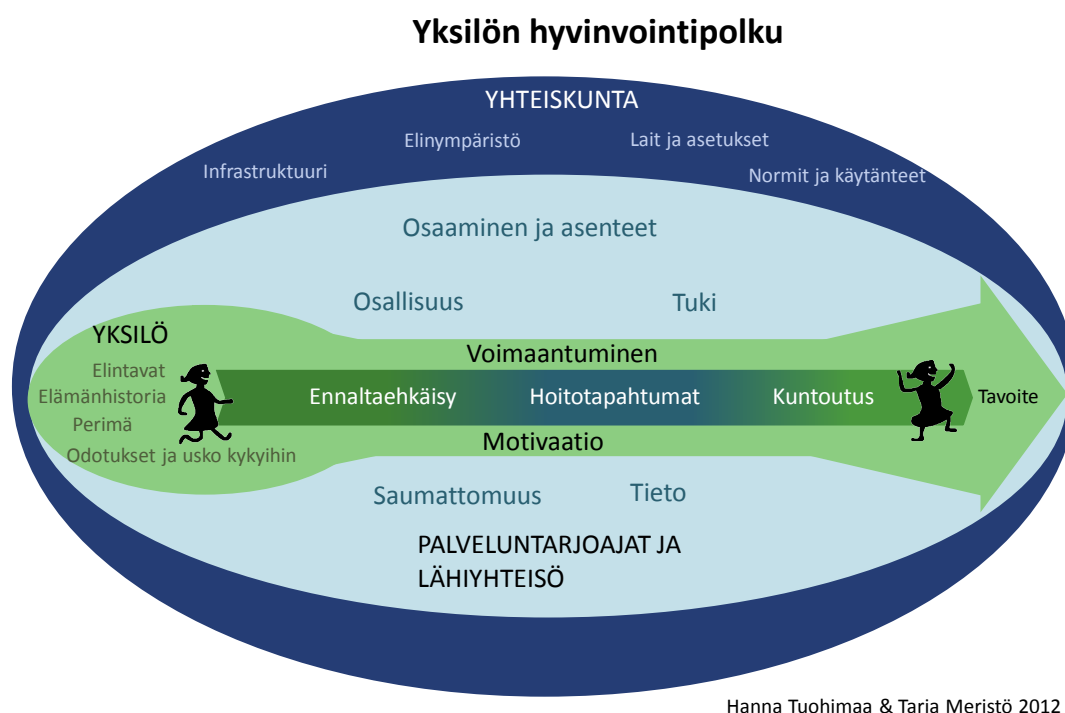 Yksilön hyvinvointipolku
YHTEISKUNTA
Elinympäristö
Lait ja asetukset
Infrastruktuuri
Normit ja käytänteet
Osaaminen ja asenteet
Osallisuus
Tuki
YKSILÖ
Elintavat
Elämänhistoria
Perimä
Odotukset ja usko kykyihin
Voimaantuminen
Ennaltaehkäisy
Hoitotapahtumat
Kuntoutus
Tavoite
Motivaatio
Saumattomuus
Tieto
PALVELUNTARJOAJAT JA
LÄHIYHTEISÖ
Hanna Tuohimaa & Tarja Meristö 2012